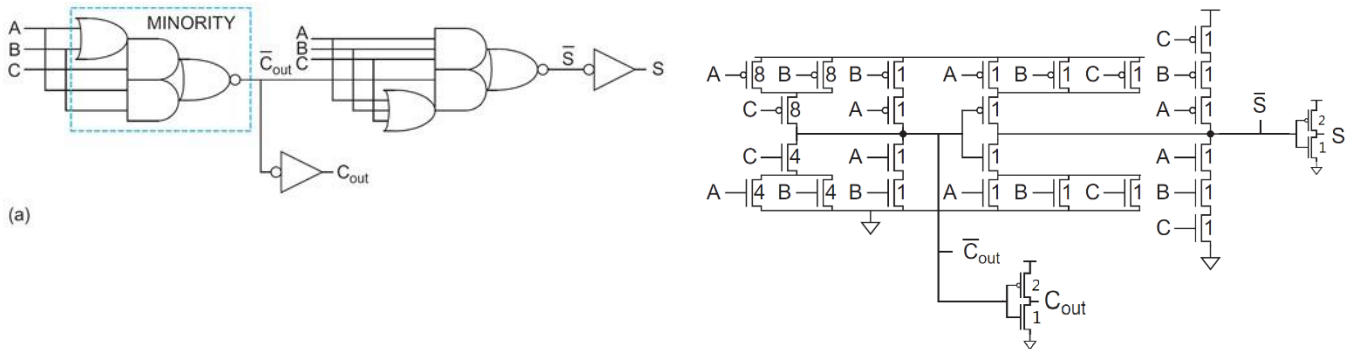 MINORITY
A
B
C
C̅out
A
B
C
S̅
S
Cout
(a)
C 1
A 8 B 8 B 1 A 1 B 1 C 1 B 1
C 8 A 1 1 A 1
S̅
2
1
S
C 4 A 1 1 A 1
A 4 B 4 B 1 A 1 B 1 C 1 B 1
C 1
C̅out
2
Cout
1